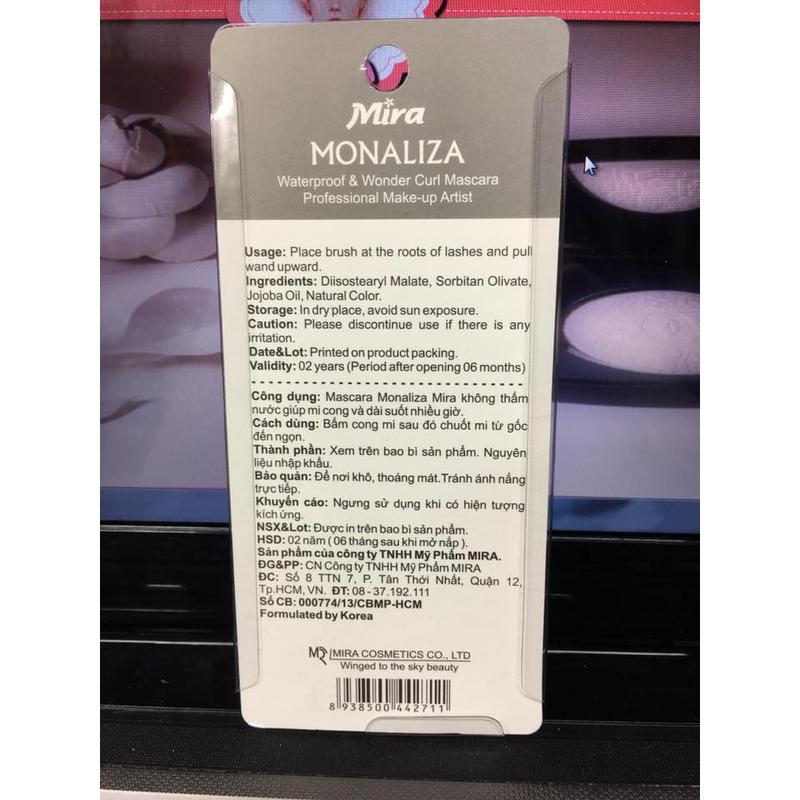 Mira
MONALIZA
Waterproof & Wonder Curl Mascara
Professional Make-up Artist
Usage: Place brush at the roots of lashes and pull
wand upward.
Ingredients: Diisostearyl Malate, Sorbitan Olivate,
Jojoba Oil, Natural Color.
Storage: In dry place, avoid sun exposure.
Caution: Please discontinue use if there is any
irritation.
Date&Lot: Printed on product packing.
Validity: 02 years (Period after opening 06 months)
Công dụng: Mascara Monaliza Mira không thấm
nước giúp mi cong và dài suốt nhiều giờ.
Cách dùng: Bấm cong mi sau đó chuốt mi từ gốc
đến ngọn.
Thành phần: Xem trên bao bì sản phẩm. Nguyên
liệu nhập khẩu.
Bảo quản: Để nơi khô, thoáng mát.Tránh ánh nắng
trực tiếp.
Khuyến cáo: Ngưng sử dụng khi có hiện tượng
kích ứng.
NSX&Lot: Được in trên bao bì sản phẩm.
HSD: 02 năm ( 06 tháng sau khi mở nắp ).
Sản phẩm của công ty TNHH Mỹ Phẩm MIRA.
ĐG&PP: CN Công ty TNHH Mỹ Phẩm MIRA
ĐC: Số 8 TTN 7, P. Tân Thới Nhất, Quận 12,
Tp.HCM,VN. ĐT: 08 - 37.192.111
Số CB: 000774/13/CBMP-HCM
Formulated by Korea
MR MIRA COSMETICS CO., LTD
Winged to the sky beauty
8 938500 442711